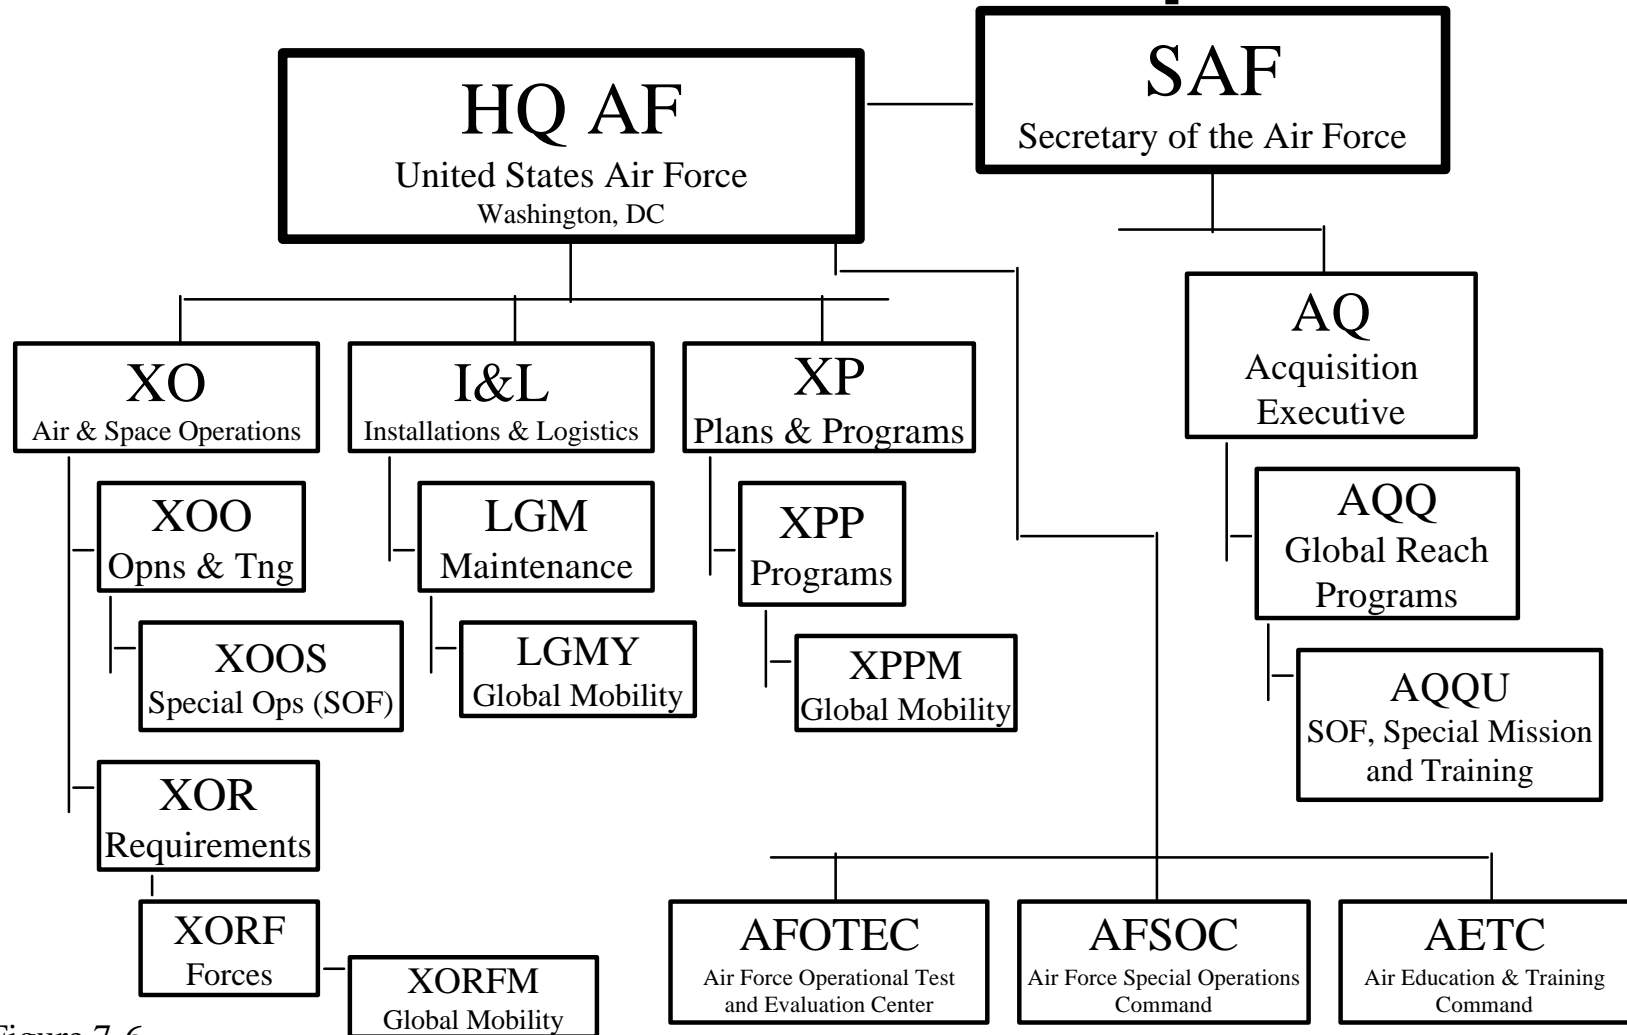 HQ AF
United States Air Force
Washington, DC
SAF
Secretary of the Air Force
XO
Air & Space Operations
I&L
Installations & Logistics
XP
Plans & Programs
AQ
Acquisition
Executive
XOO
Opns & Tng
LGM
Maintenance
XPP
Programs
AQQ
Global Reach
Programs
XOOS
Special Ops (SOF)
LGMY
Global Mobility
XPPM
Global Mobility
AQQU
SOF, Special Mission
and Training
XOR
Requirements
XORF
Forces
XORFM
Global Mobility
AFOTEC
Air Force Operational Test
and Evaluation Center
AFSOC
Air Force Special Operations
Command
AETC
Air Education & Training
Command
Figure 7-6